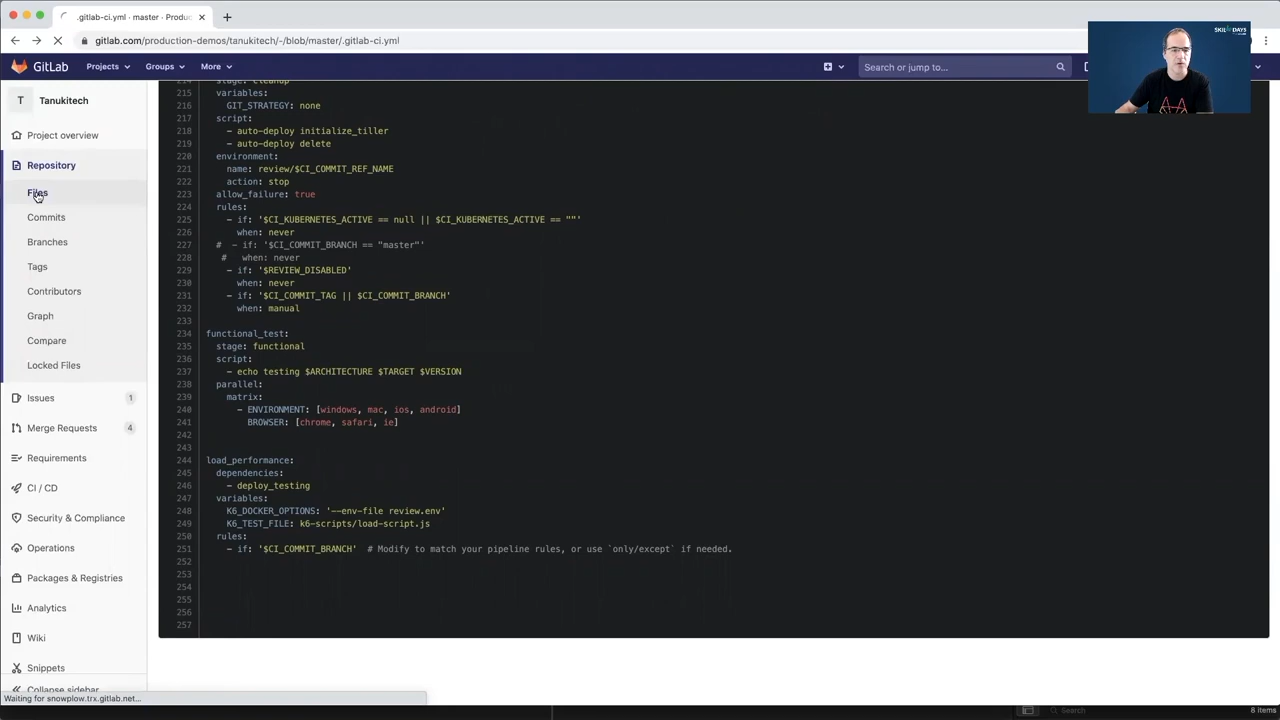 .gitlab-ci.yml · master · Produc
gitlab.com/production-demos/tanukitech/-/blob/master/.gitlab-ci.yml
GitLab
Projects
Groups
More
Search or jump to...
T
Tanukitech
Project overview
Repository
Files
Commits
Branches
Tags
Contributors
Graph
Compare
Locked Files
Issues
1
Merge Requests
4
Requirements
CI / CD
Security & Compliance
Operations
Packages & Registries
Analytics
Wiki
Snippets
Collapse sidebar
Waiting for snowplow.trx.gitlab.net...
214 stage: cleanup
215 variables:
216 GIT_STRATEGY: none
217 script:
218 - auto-deploy initialize_tiller
219 - auto-deploy delete
220 environment:
221 name: review/$CI_COMMIT_REF_NAME
222 action: stop
223 allow_failure: true
224 rules:
225 - if: '$CI_KUBERNETES_ACTIVE == null || $CI_KUBERNETES_ACTIVE == ""'
226 when: never
227 # - if: '$CI_COMMIT_BRANCH == "master"'
228 # when: never
229 - if: '$REVIEW_DISABLED'
230 when: never
231 - if: '$CI_COMMIT_TAG || $CI_COMMIT_BRANCH'
232 when: manual
233
234 functional_test:
235 stage: functional
236 script:
237 - echo testing $ARCHITECTURE $TARGET $VERSION
238 parallel:
239 matrix:
240 - ENVIRONMENT: [windows, mac, ios, android]
241 BROWSER: [chrome, safari, ie]
242
243
244 load_performance:
245 dependencies:
246 - deploy_testing
247 variables:
248 K6_DOCKER_OPTIONS: '--env-file review.env'
249 K6_TEST_FILE: k6-scripts/load-script.js
250 rules:
251 - if: '$CI_COMMIT_BRANCH' # Modify to match your pipeline rules, or use `only/except` if needed.
252
253
254
255
256
257
Search
8 items